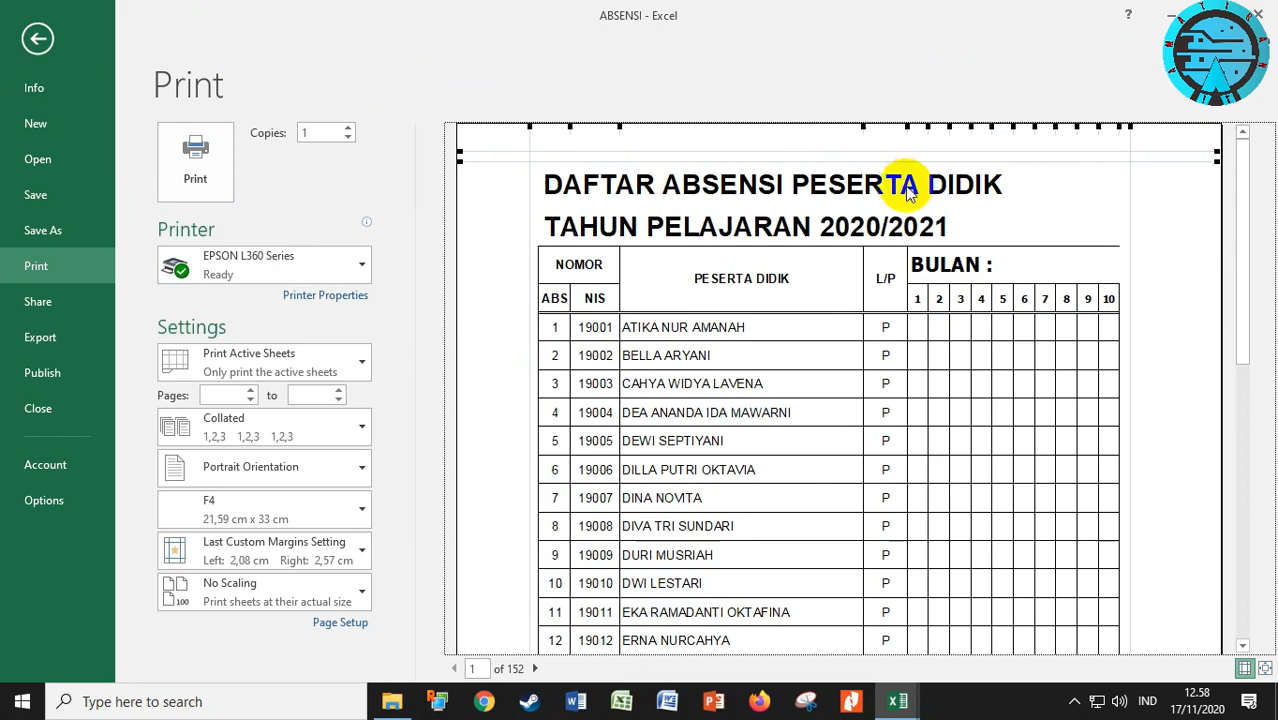 ABSENSI - Excel
?
Info
New
Open
Save
Save As
Print
Share
Export
Publish
Close
Account
Options
Print
Print
Copies: 1
Printer
EPSON L360 Series
Ready
Printer Properties
Settings
Print Active Sheets
Only print the active sheets
Pages: to
Collated
1,2,3 1,2,3 1,2,3
Portrait Orientation
F4
21,59 cm x 33 cm
Last Custom Margins Setting
Left: 2,08 cm Right: 2,57 cm
No Scaling
100
Print sheets at their actual size
Page Setup
DAFTAR ABSENSI PESERTA DIDIK
TAHUN PELAJARAN 2020/2021
NOMOR PESERTA DIDIK L/P BULAN :
ABS NIS 1 2 3 4 5 6 7 8 9 10
1 19001 ATIKA NUR AMANAH P
2 19002 BELLA ARYANI P
3 19003 CAHYA WIDYA LAVENA P
4 19004 DEA ANANDA IDA MAWARNI P
5 19005 DEWI SEPTIYANI P
6 19006 DILLA PUTRI OKTAVIA P
7 19007 DINA NOVITA P
8 19008 DIVA TRI SUNDARI P
9 19009 DURI MUSRIAH P
10 19010 DWI LESTARI P
11 19011 EKA RAMADANTI OKTAFINA P
12 19012 ERNA NURCAHYA P
1 of 152
Type here to search
IND
12.58
17/11/2020